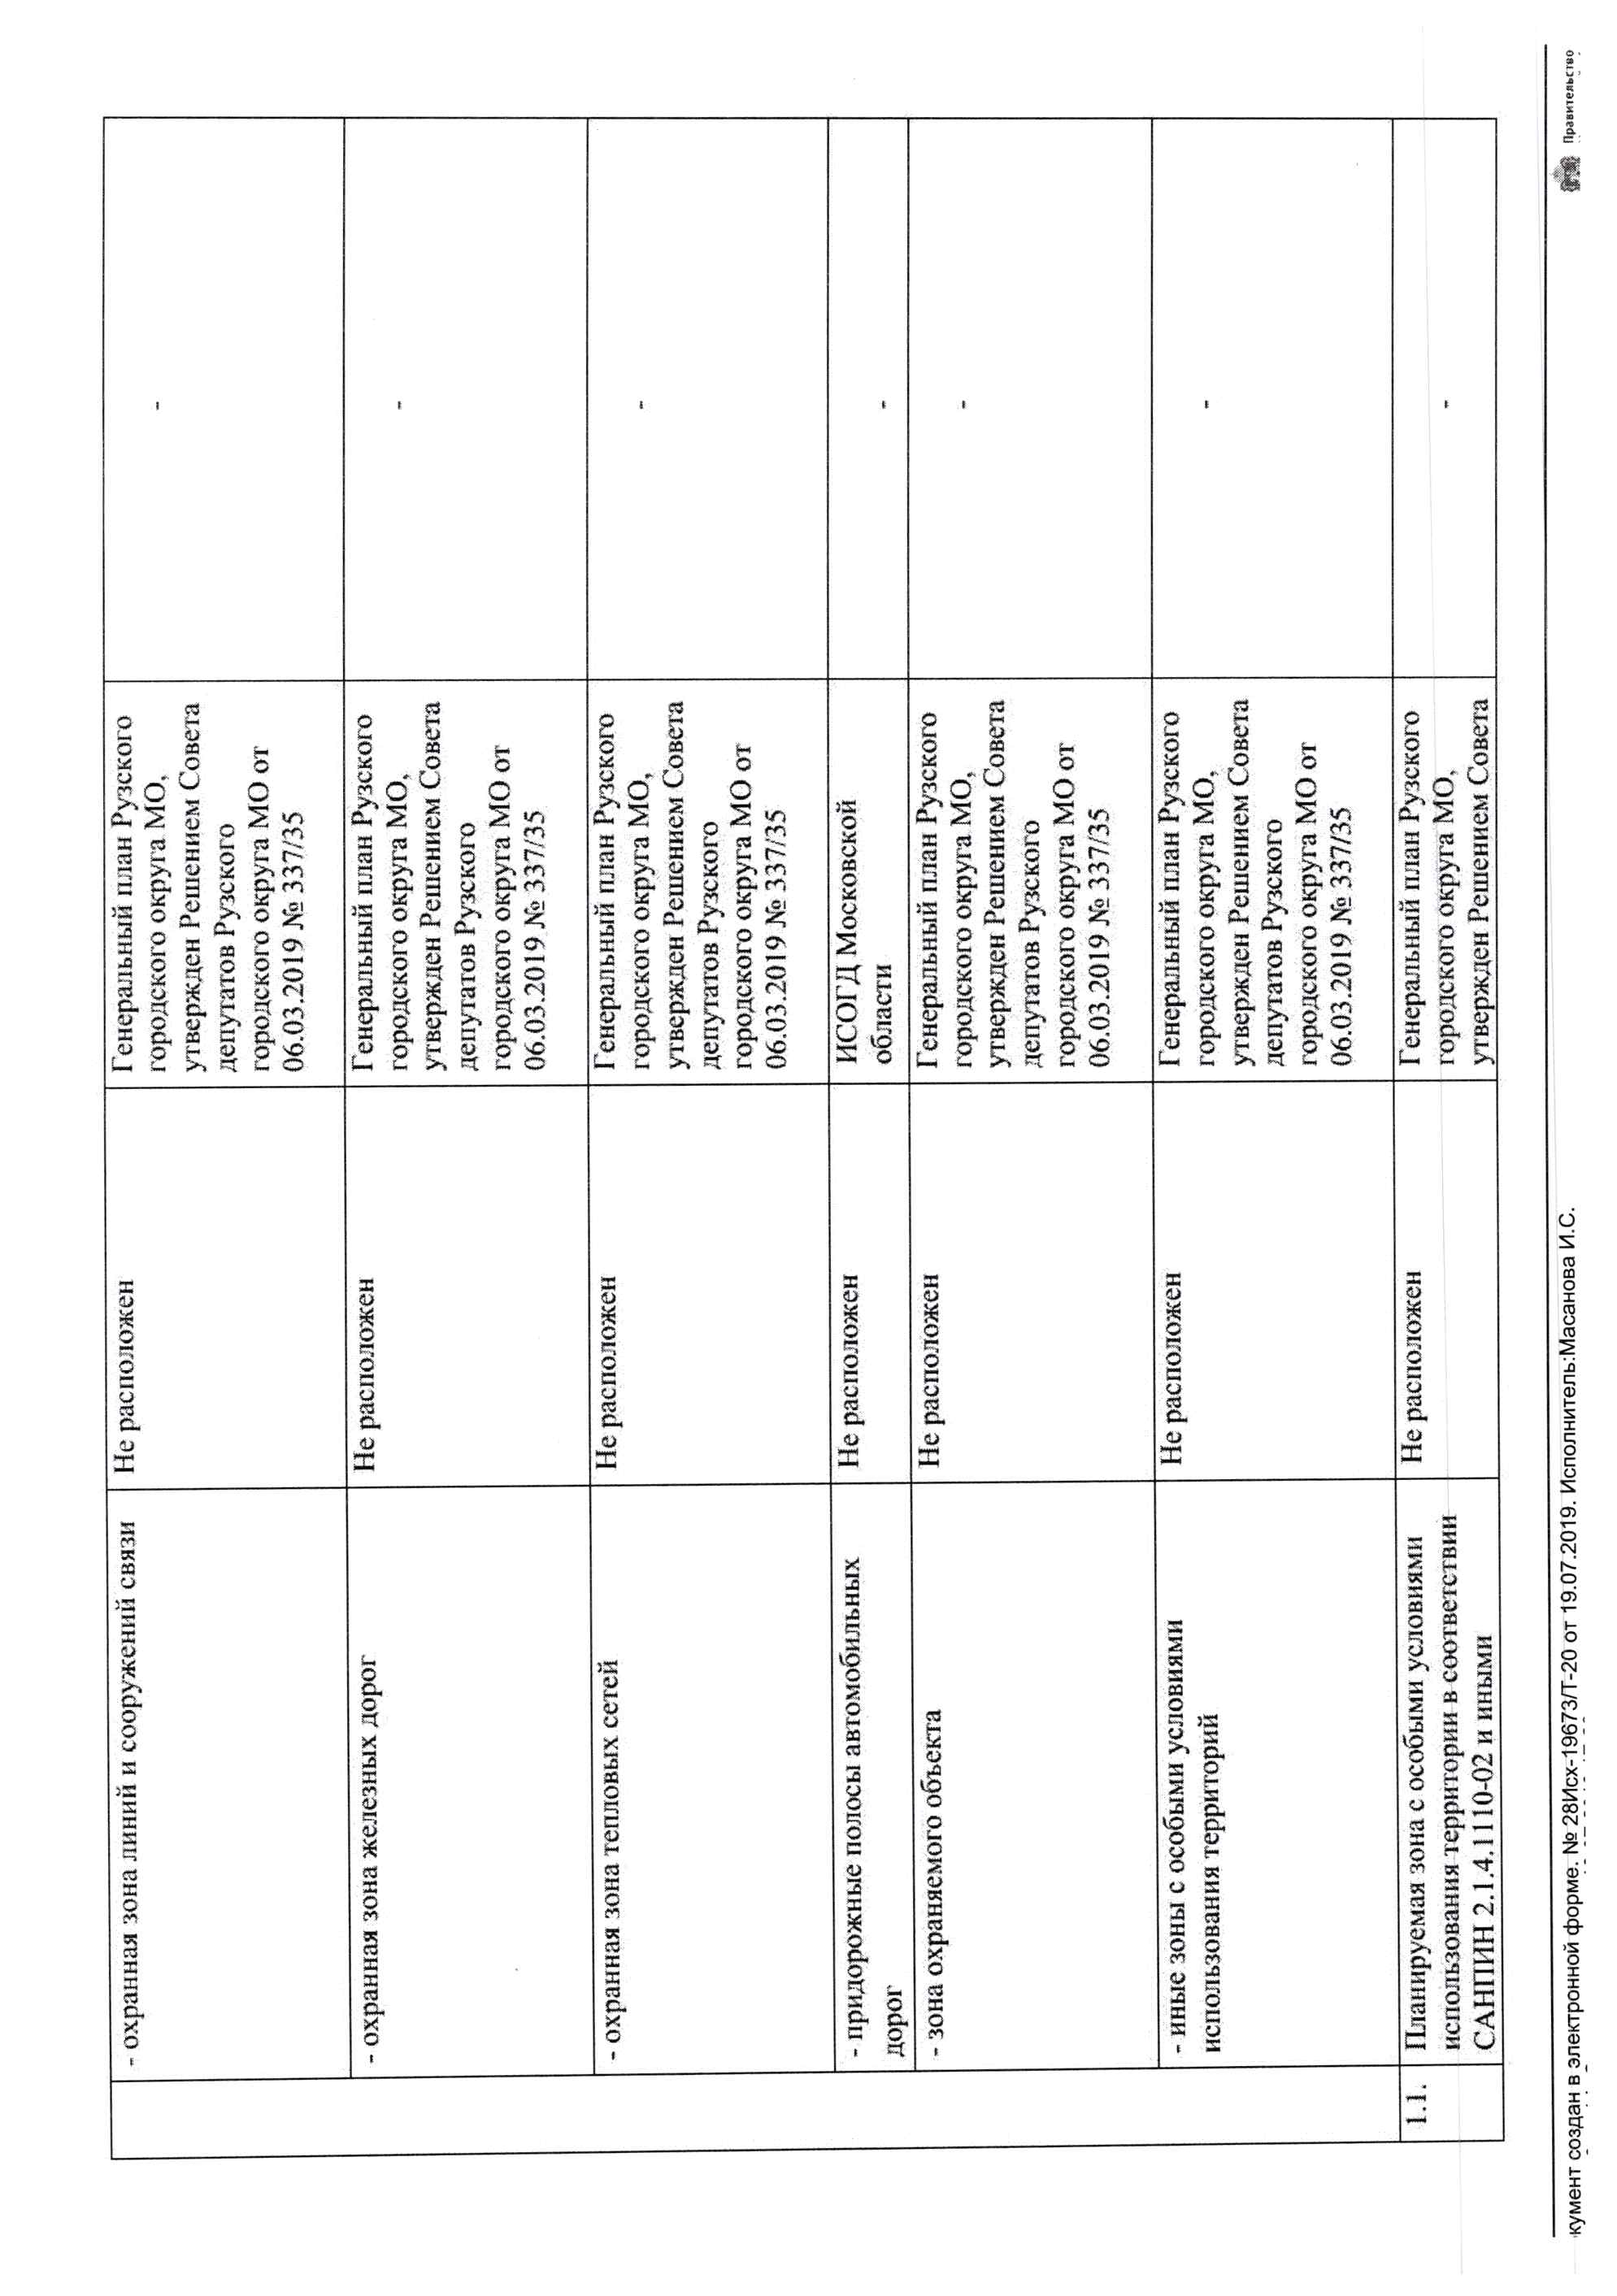 - охранная зона линий и сооружений связи
Не расположен
Генеральный план Рузского
городского округа МО,
утвержден Решением Совета
депутатов Рузского
городского округа МО от
06.03.2019 № 337/35
-
- охранная зона железных дорог
Не расположен
Генеральный план Рузского
городского округа МО,
утвержден Решением Совета
депутатов Рузского
городского округа МО от
06.03.2019 № 337/35
-
- охранная зона тепловых сетей
Не расположен
Генеральный план Рузского
городского округа МО,
утвержден Решением Совета
депутатов Рузского
городского округа МО от
06.03.2019 № 337/35
-
- придорожные полосы автомобильных
дорог
Не расположен
ИСОГД Московской
области
-
- зона охраняемого объекта
Не расположен
Генеральный план Рузского
городского округа МО,
утвержден Решением Совета
депутатов Рузского
городского округа МО от
06.03.2019 № 337/35
-
- иные зоны с особыми условиями
использования территорий
Не расположен
Генеральный план Рузского
городского округа МО,
утвержден Решением Совета
депутатов Рузского
городского округа МО от
06.03.2019 № 337/35
-
1.1.
Планируемая зона с особыми условиями
использования территории в соответствии
САНПИН 2.1.4.1110-02 и иными
Не расположен
Генеральный план Рузского
городского округа МО,
утвержден Решением Совета
-
кумент создан в электронной форме. № 28Исх-19673/Т-20 от 19.07.2019. Исполнитель:Масанова И.С.
Правительство